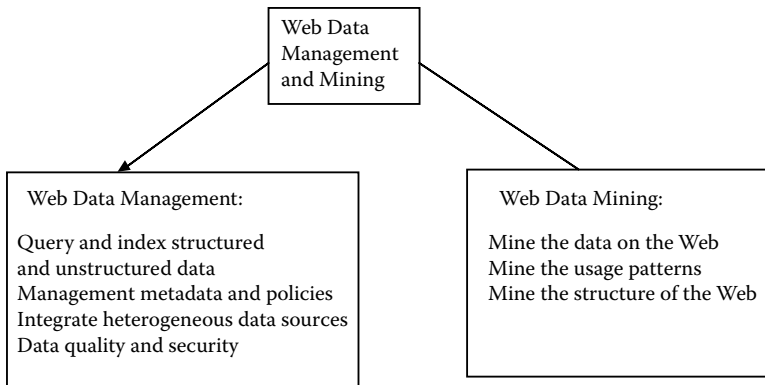 Web Data
Management
and Mining
Web Data Management:
Query and index structured
and unstructured data
Management metadata and policies
Integrate heterogeneous data sources
Data quality and security
Web Data Mining:
Mine the data on the Web
Mine the usage patterns
Mine the structure of the Web